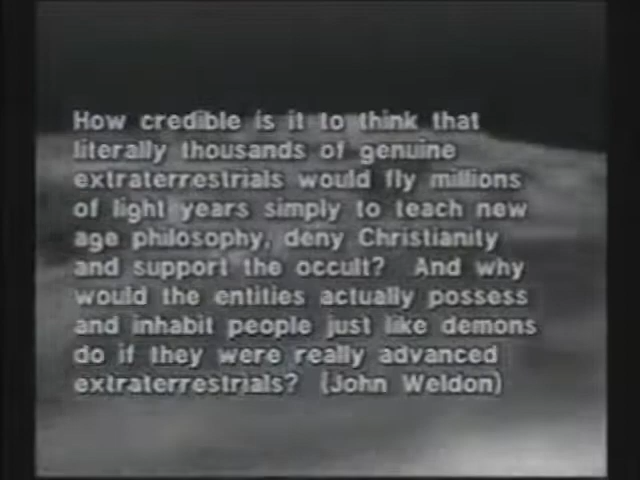 How credible is it to think that
literally thousands of genuine
extraterrestrials would fly millions
of light years simply to teach new
age philosophy, deny Christianity
and support the occult? And why
would the entities actually possess
and inhabit people just like demons
do if they were really advanced
extraterrestrials? (John Weldon)